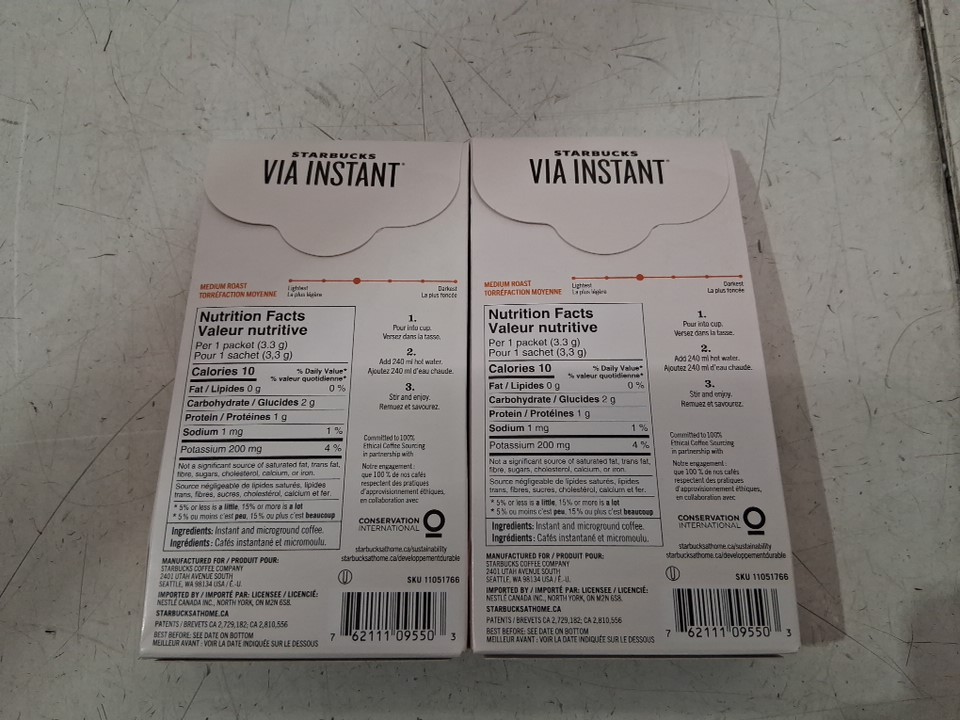 STARBUCKS
VIA INSTANT
MEDIUM ROAST
TORRÉFACTION MOYENNE
Lightest
La plus légère
Darkest
La plus foncée
Nutrition Facts
Valeur nutritive
Per 1 packet (3.3 g)
Pour 1 sachet (3,3 g)
Calories 10
% Daily Value*
% valeur quotidienne*
Fat / Lipides 0 g 0 %
Carbohydrate / Glucides 2 g
Protein / Protéines 1 g
Sodium 1 mg 1 %
Potassium 200 mg 4 %
Not a significant source of saturated fat, trans fat,
fibre, sugars, cholesterol, calcium, or iron.
Source négligeable de lipides saturés, lipides
trans, fibres, sucres, cholestérol, calcium et fer.
* 5% or less is a little, 15% or more is a lot
* 5% ou moins c'est peu, 15% ou plus c'est beaucoup
Ingredients: Instant and microground coffee.
Ingrédients: Cafés instantané et micromoulu.
1.
Pour into cup.
Versez dans la tasse.
2.
Add 240 ml hot water.
Ajoutez 240 ml d'eau chaude.
3.
Stir and enjoy.
Remuez et savourez.
Committed to 100%
Ethical Coffee Sourcing
in partnership with
Notre engagement :
que 100 % de nos cafés
respectent des pratiques
d'approvisionnement éthiques,
en collaboration avec
CONSERVATION
INTERNATIONAL
starbucksathome.ca/sustainability
starbucksathome.ca/developpementdurable
MANUFACTURED FOR / PRODUIT POUR:
STARBUCKS COFFEE COMPANY
2401 UTAH AVENUE SOUTH
SEATTLE, WA 98134 USA / É.-U.
IMPORTED BY / IMPORTÉ PAR: LICENSEE / LICENCIÉ:
NESTLÉ CANADA INC., NORTH YORK, ON M2N 6S8.
STARBUCKSATHOME.CA
PATENTS / BREVETS CA 2,729,182; CA 2,810,556
BEST BEFORE: SEE DATE ON BOTTOM
MEILLEUR AVANT : VOIR LA DATE INDIQUÉE SUR LE DESSOUS
SKU 11051766
7 62111 09550 3
STARBUCKS
VIA INSTANT
MEDIUM ROAST
TORRÉFACTION MOYENNE
Lightest
La plus légère
Darkest
La plus foncée
Nutrition Facts
Valeur nutritive
Per 1 packet (3.3 g)
Pour 1 sachet (3,3 g)
Calories 10
% Daily Value*
% valeur quotidienne*
Fat / Lipides 0 g 0 %
Carbohydrate / Glucides 2 g
Protein / Protéines 1 g
Sodium 1 mg 1 %
Potassium 200 mg 4 %
Not a significant source of saturated fat, trans fat,
fibre, sugars, cholesterol, calcium, or iron.
Source négligeable de lipides saturés, lipides
trans, fibres, sucres, cholestérol, calcium et fer.
* 5% or less is a little, 15% or more is a lot
* 5% ou moins c'est peu, 15% ou plus c'est beaucoup
Ingredients: Instant and microground coffee.
Ingrédients: Cafés instantané et micromoulu.
1.
Pour into cup.
Versez dans la tasse.
2.
Add 240 ml hot water.
Ajoutez 240 ml d'eau chaude.
3.
Stir and enjoy.
Remuez et savourez.
Committed to 100%
Ethical Coffee Sourcing
in partnership with
Notre engagement :
que 100 % de nos cafés
respectent des pratiques
d'approvisionnement éthiques,
en collaboration avec
CONSERVATION
INTERNATIONAL
starbucksathome.ca/sustainability
starbucksathome.ca/developpementdurable
MANUFACTURED FOR / PRODUIT POUR:
STARBUCKS COFFEE COMPANY
2401 UTAH AVENUE SOUTH
SEATTLE, WA 98134 USA / É.-U.
IMPORTED BY / IMPORTÉ PAR: LICENSEE / LICENCIÉ:
NESTLÉ CANADA INC., NORTH YORK, ON M2N 6S8.
STARBUCKSATHOME.CA
PATENTS / BREVETS CA 2,729,182; CA 2,810,556
BEST BEFORE: SEE DATE ON BOTTOM
MEILLEUR AVANT : VOIR LA DATE INDIQUÉE SUR LE DESSOUS
SKU 11051766
7 62111 09550 3